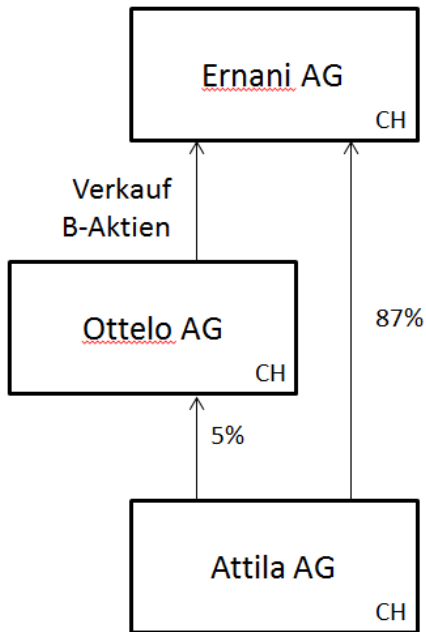 Ernani AG
CH
Verkauf
B-Aktien
Ottelo AG
CH
87%
5%
Attila AG
CH